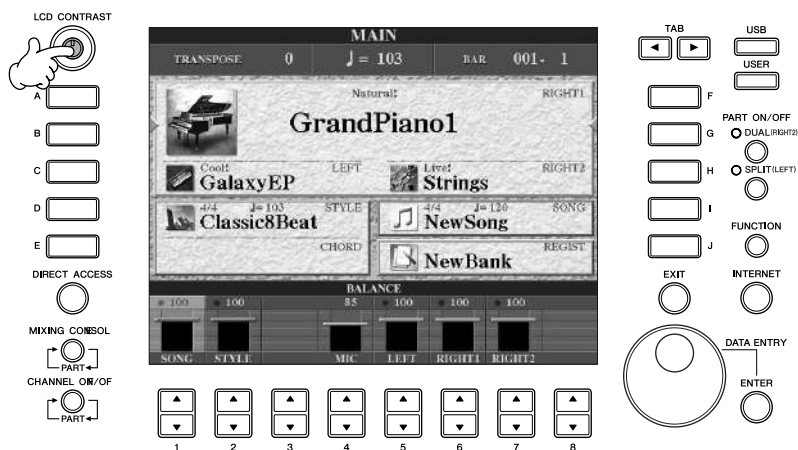 LCD CONTRAST
A
B
C
D
E
DIRECT ACCESS
MIXING CONSOL
PART
CHANNEL ON/OF
PART
MAIN
TRANSPOSE 0 ♩= 103 BAR 001- 1
Natural! RIGHT1
GrandPiano1
Cool! LEFT
GalaxyEP
Live! RIGHT2
Strings
4/4 ♩= 103 STYLE
Classic8Beat
CHORD
4/4 ♩= 120 SONG
NewSong
REGIST
NewBank
BALANCE
100 100 85 100 100 100
SONG STYLE MIC LEFT RIGHT1 RIGHT2
1 2 3 4 5 6 7 8
TAB
USB
USER
F
G
H
I
J
PART ON/OFF
DUAL(RIGHT2)
SPLIT(LEFT)
FUNCTION
EXIT
INTERNET
DATA ENTRY
ENTER